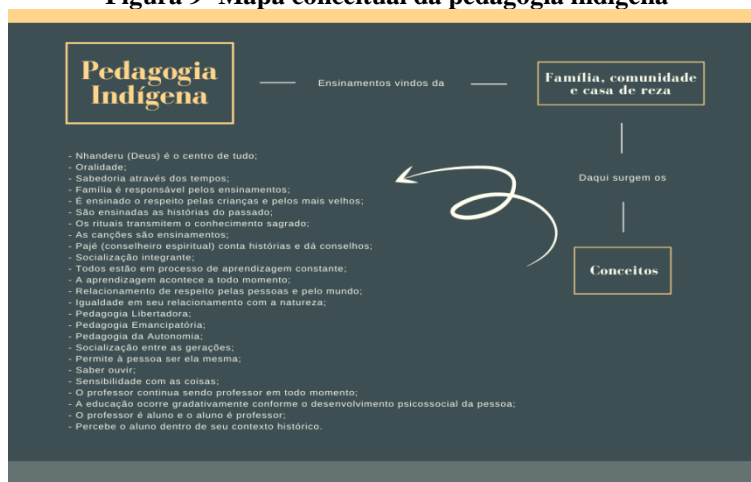 Figura 9- Mapa conceitual da pedagogia indígena
Pedagogia
Indígena
Ensinamentos vindos da
Família, comunidade
e casa de reza
Daqui surgem os
Conceitos
- Nhanderu (Deus) é o centro de tudo;
- Oralidade;
- Sabedoria através dos tempos;
- Família é responsável pelos ensinamentos;
- É ensinado o respeito pelas crianças e pelos mais velhos;
- São ensinadas as histórias do passado;
- Os rituais transmitem o conhecimento sagrado;
- As canções são ensinamentos;
- Pajé (conselheiro espiritual) conta histórias e dá conselhos;
- Socialização integrante;
- Todos estão em processo de aprendizagem constante;
- A aprendizagem acontece a todo momento;
- Relacionamento de respeito pelas pessoas e pelo mundo;
- Igualdade em seu relacionamento com a natureza;
- Pedagogia Libertadora;
- Pedagogia Emancipatória;
- Pedagogia da Autonomia;
- Socialização entre as gerações;
- Permite à pessoa ser ela mesma;
- Saber ouvir;
- Sensibilidade com as coisas;
- O professor continua sendo professor em todo momento;
- A educação ocorre gradativamente conforme o desenvolvimento psicossocial da pessoa;
- O professor é aluno e o aluno é professor;
- Percebe o aluno dentro de seu contexto histórico.